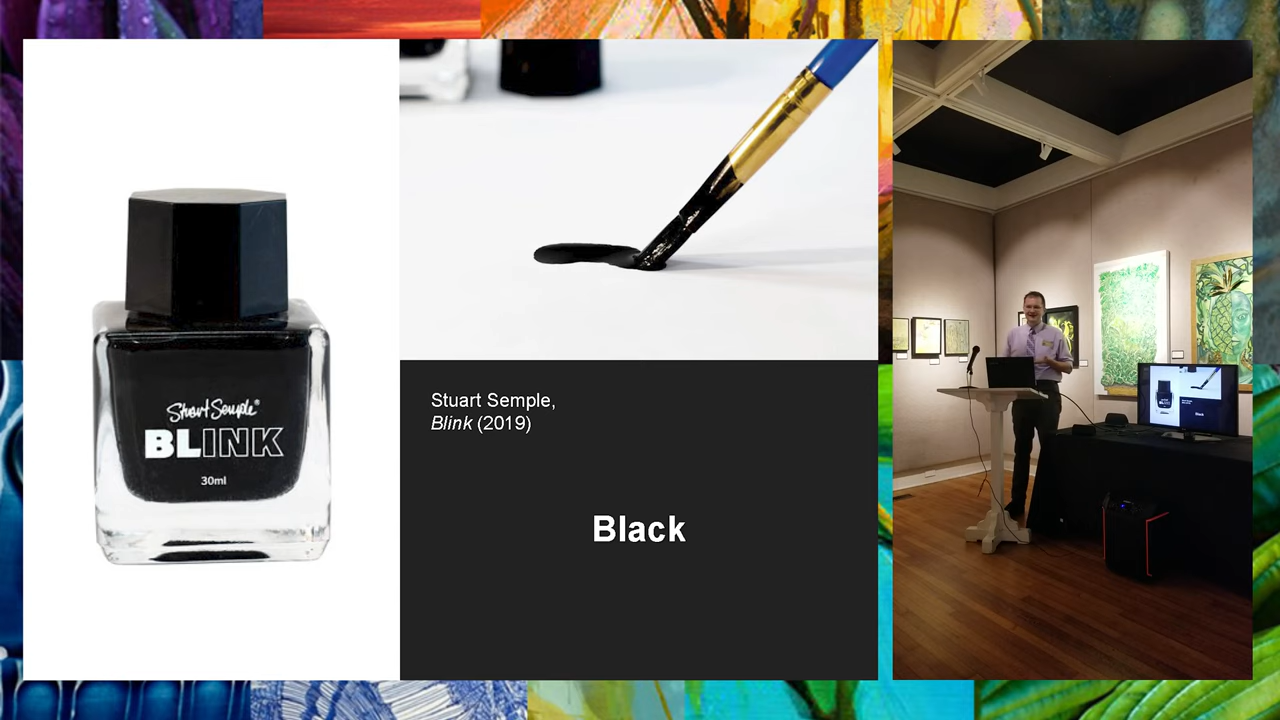 Stuart Semple®
BLINK
30ml
Stuart Semple,
Blink (2019)
Black